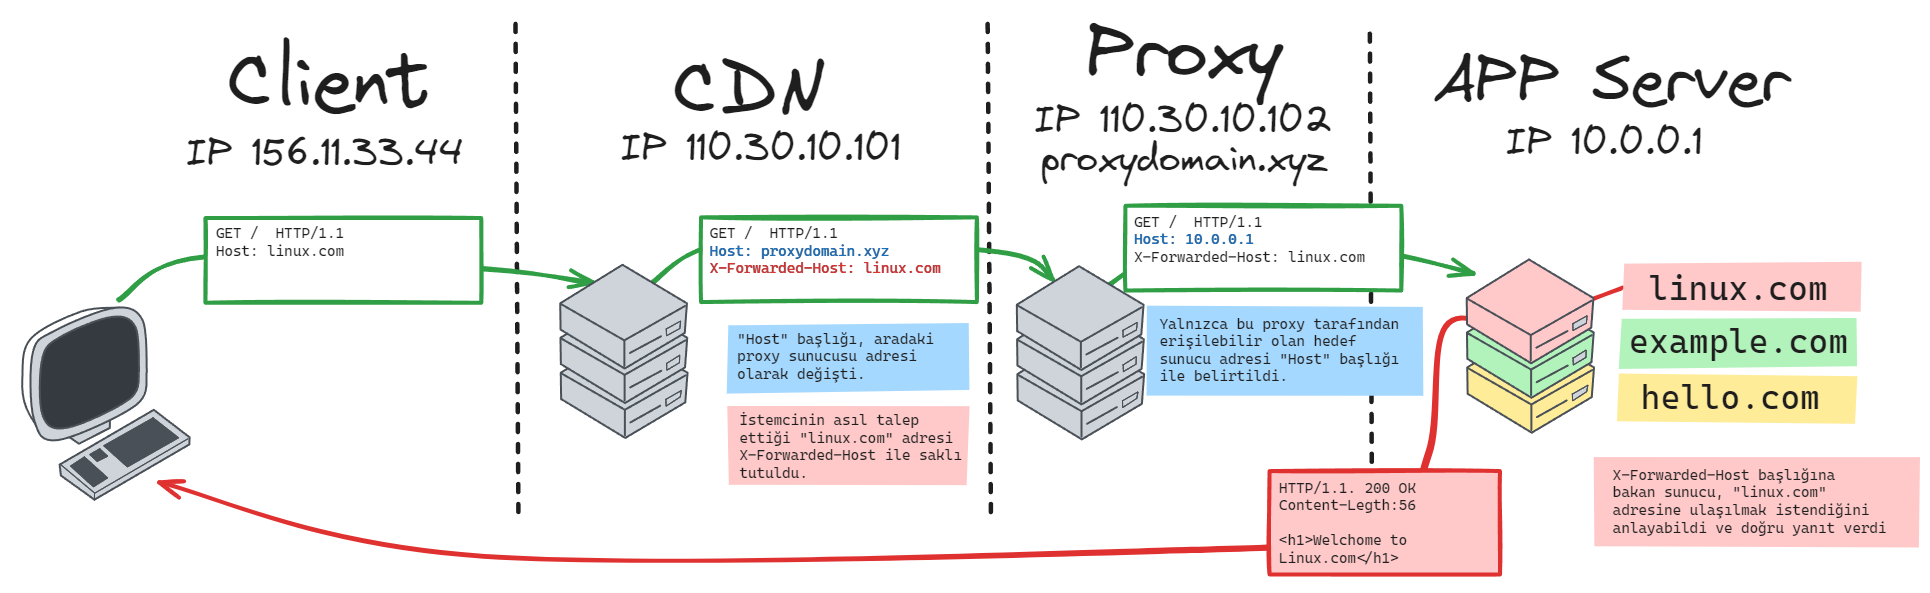 Client
IP 156.11.33.44
GET /  HTTP/1.1
Host: linux.com
CDN
IP 110.30.10.101
GET /  HTTP/1.1
Host: proxydomain.xyz
X-Forwarded-Host: linux.com
"Host" başlığı, aradaki
proxy sunucusu adresi
olarak değişti.
İstemcinin asıl talep
ettiği "linux.com" adresi
X-Forwarded-Host ile saklı
tutuldu.
Proxy
IP 110.30.10.102
proxydomain.xyz
GET /  HTTP/1.1
Host: 10.0.0.1
X-Forwarded-Host: linux.com
Yalnızca bu proxy tarafından
erişilebilir olan hedef
sunucu adresi "Host" başlığı
ile belirtildi.
APP Server
IP 10.0.0.1
linux.com
example.com
hello.com
X-Forwarded-Host başlığına
bakan sunucu, "linux.com"
adresine ulaşılmak istendiğini
anlayabildi ve doğru yanıt verdi
HTTP/1.1. 200 OK
Content-Legth:56
<h1>Welchome to
Linux.com</h1>